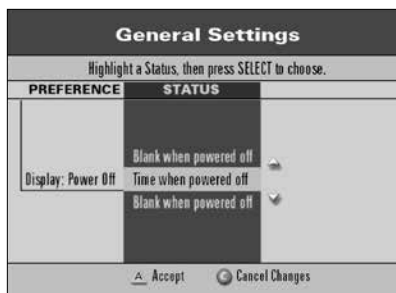 General Settings
Highlight a Status, then press SELECT to choose.
PREFERENCE STATUS
Blank when powered off
Display: Power Off Time when powered off
Blank when powered off
A Accept C Cancel Changes